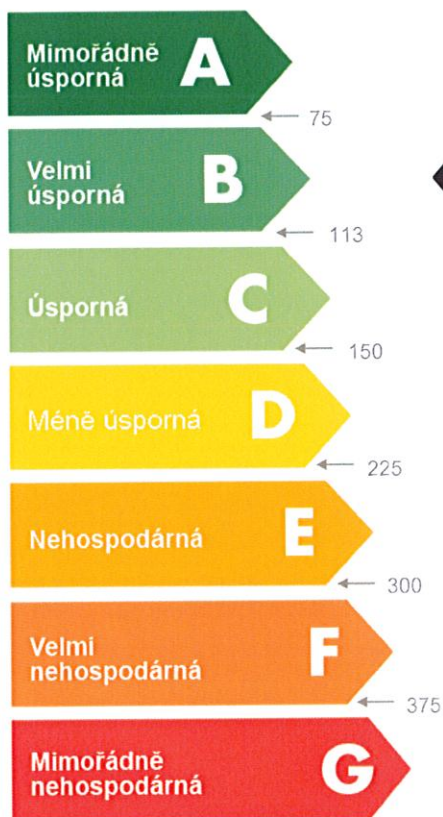 Mimořádně
úsporná
A
75
Velmi
úsporná
B
113
Úsporná
C
150
Méně úsporná
D
225
Nehospodárná
E
300
Velmi
nehospodárná
F
375
Mimořádně
nehospodárná
G